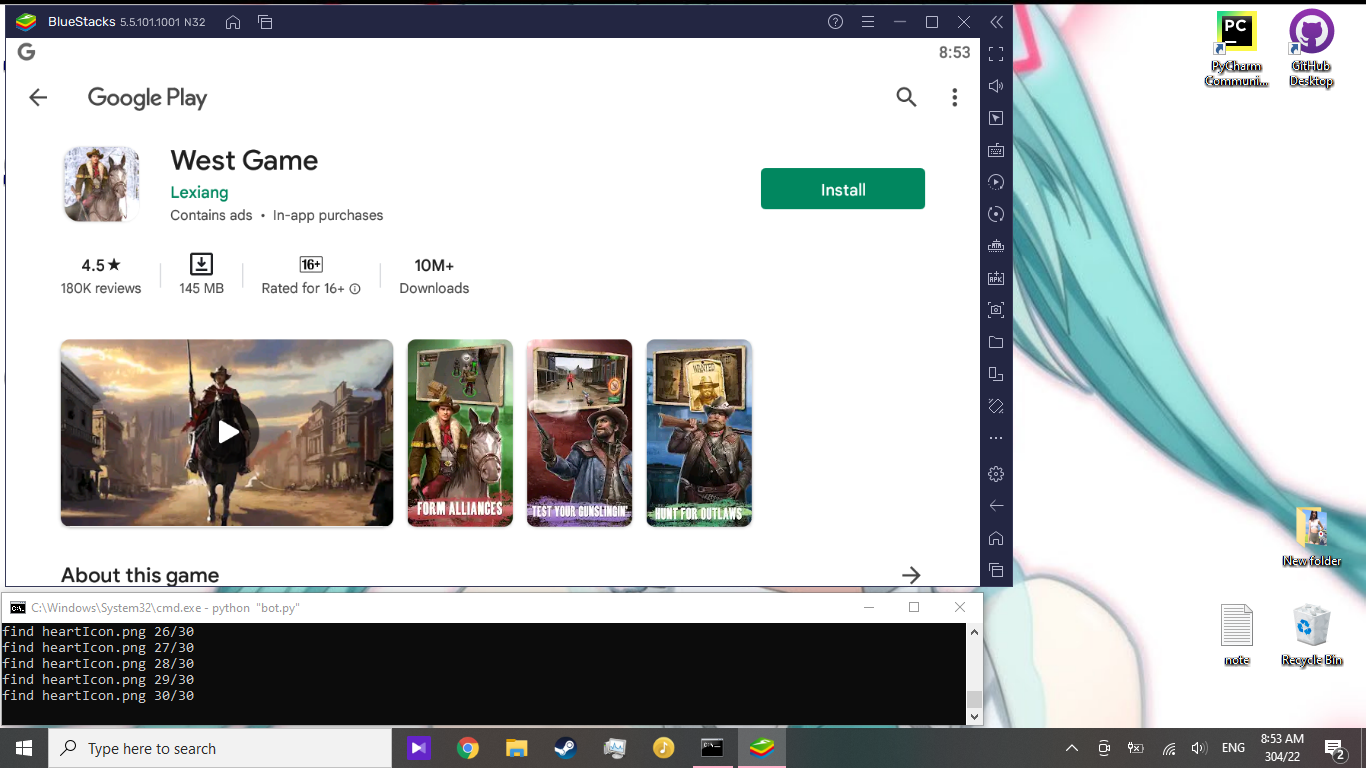 BlueStacks 5.5.101.1001 N32
G
8:53
Google Play
West Game
Lexiang
Contains ads • In-app purchases
Install
4.5★
180K reviews
145 MB
16+
Rated for 16+
10M+
Downloads
WANTED
FORM ALLIANCES
TEST YOUR GUNSLINGIN'
HUNT FOR OUTLAWS
About this game
APK
PC
PyCharm
Communi...
GitHub
Desktop
New folder
note
Recycle Bin
C:\Windows\System32\cmd.exe - python "bot.py"
find heartIcon.png 26/30
find heartIcon.png 27/30
find heartIcon.png 28/30
find heartIcon.png 29/30
find heartIcon.png 30/30
Type here to search
ENG
8:53 AM
304/22
2